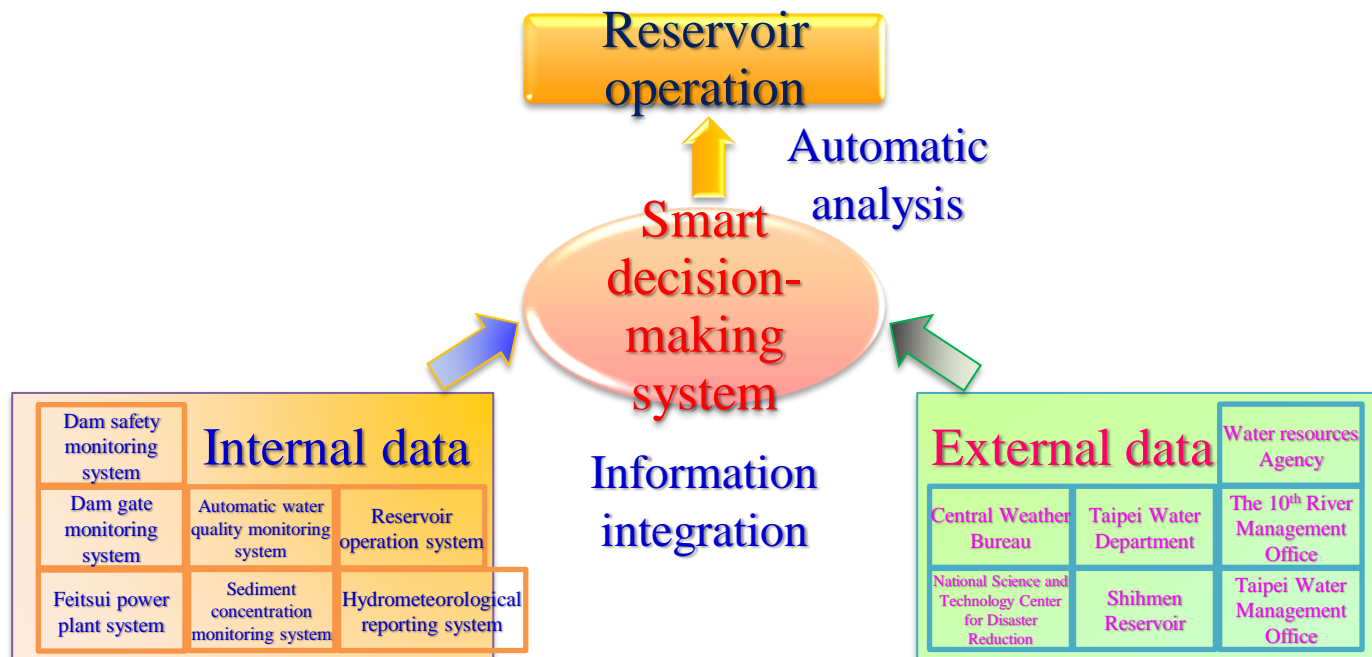 Reservoir
operation
Automatic
analysis
Smart
decision-
making
system
Information
integration
Internal data
Dam safety
monitoring
system
Dam gate
monitoring
system
Automatic water
quality monitoring
system
Reservoir
operation system
Feitsui power
plant system
Sediment
concentration
monitoring system
Hydrometeorological
reporting system
External data
Water resources
Agency
Central Weather
Bureau
Taipei Water
Department
The 10th River
Management
Office
National Science and
Technology Center
for Disaster
Reduction
Shihmen
Reservoir
Taipei Water
Management
Office